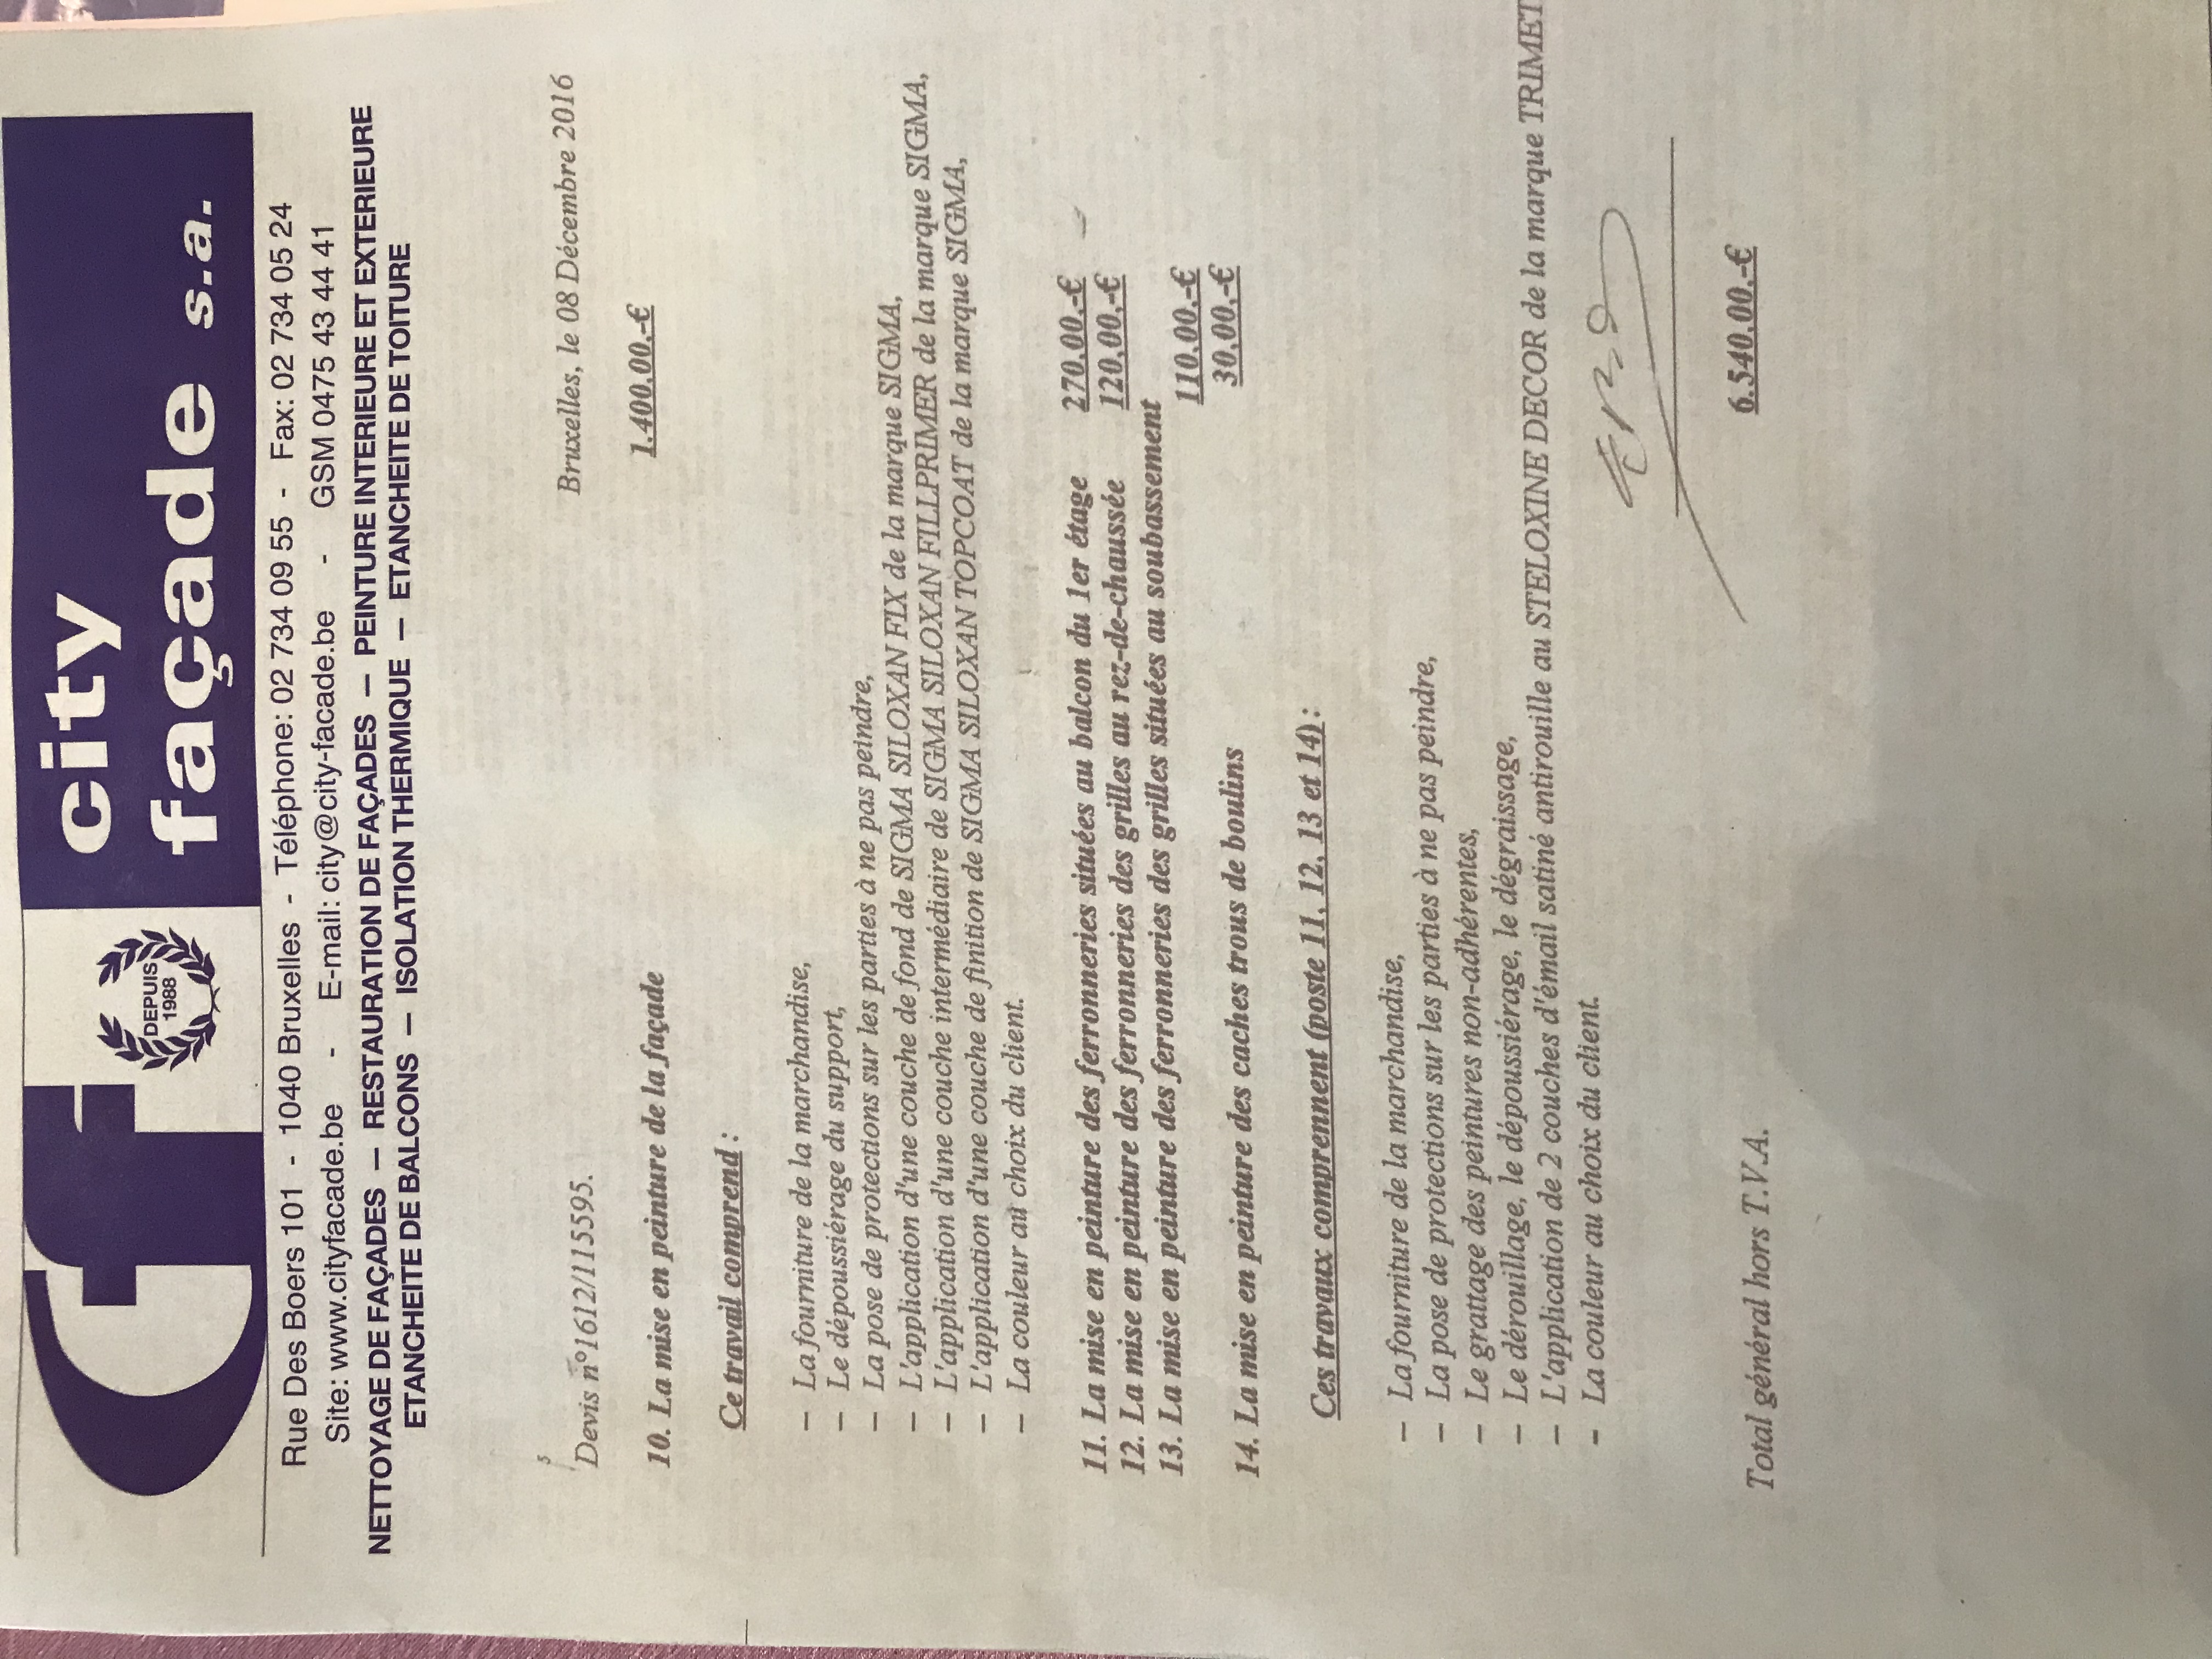 cf
DEPUIS
1988
city
façade s.a.
Rue Des Boers 101 - 1040 Bruxelles - Téléphone: 02 734 09 55 - Fax: 02 734 05 24
Site: www.cityfacade.be - E-mail: city@city-facade.be - GSM 0475 43 44 41
NETTOYAGE DE FAÇADES – RESTAURATION DE FAÇADES – PEINTURE INTERIEURE ET EXTERIEURE
ETANCHEITE DE BALCONS – ISOLATION THERMIQUE – ETANCHEITE DE TOITURE
Devis n°1612/115595. Bruxelles, le 08 Décembre 2016
10. La mise en peinture de la façade 1.400,00.-€
Ce travail comprend :
– La fourniture de la marchandise,
– Le dépoussiérage du support,
– La pose de protections sur les parties à ne pas peindre,
– L'application d'une couche de fond de SIGMA SILOXAN FIX de la marque SIGMA,
– L'application d'une couche intermédiaire de SIGMA SILOXAN FILLPRIMER de la marque SIGMA,
– L'application d'une couche de finition de SIGMA SILOXAN TOPCOAT de la marque SIGMA,
– La couleur au choix du client.
11. La mise en peinture des ferronneries situées au balcon du 1er étage 270,00.-€
12. La mise en peinture des ferronneries des grilles au rez-de-chaussée 120,00.-€
13. La mise en peinture des ferronneries des grilles situées au soubassement
110,00.-€
14. La mise en peinture des caches trous de boulins 30,00.-€
Ces travaux comprennent (poste 11, 12, 13 et 14) :
– La fourniture de la marchandise,
– La pose de protections sur les parties à ne pas peindre,
– Le grattage des peintures non-adhérentes,
– Le dérouillage, le dépoussiérage, le dégraissage,
– L'application de 2 couches d'émail satiné antirouille au STELOXINE DECOR de la marque TRIMET
– La couleur au choix du client.
Total général hors T.V.A. 6.540,00.-€